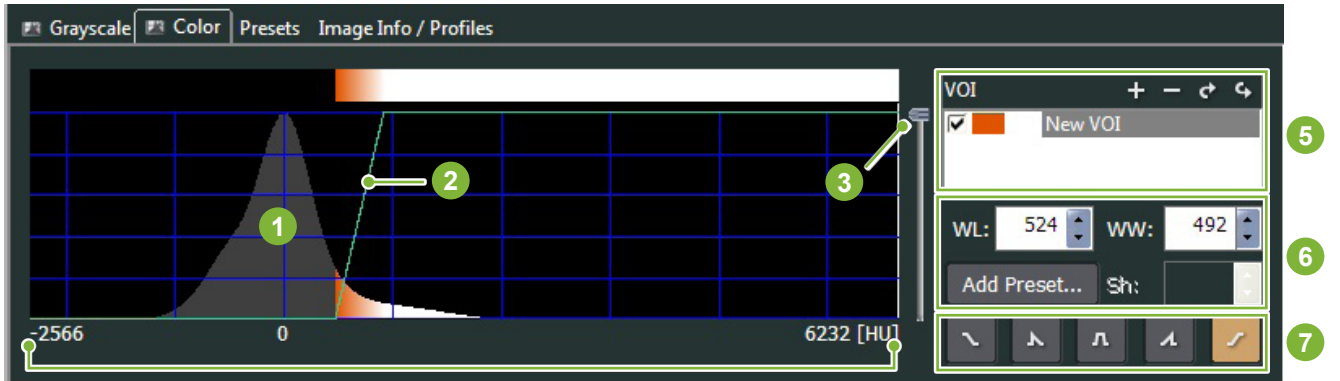 Grayscale Color Presets Image Info / Profiles
VOI
New VOI
1
2
3
5
WL: 524 WW: 492
Add Preset... Sh:
6
-2566 0 6232 [HU]
7